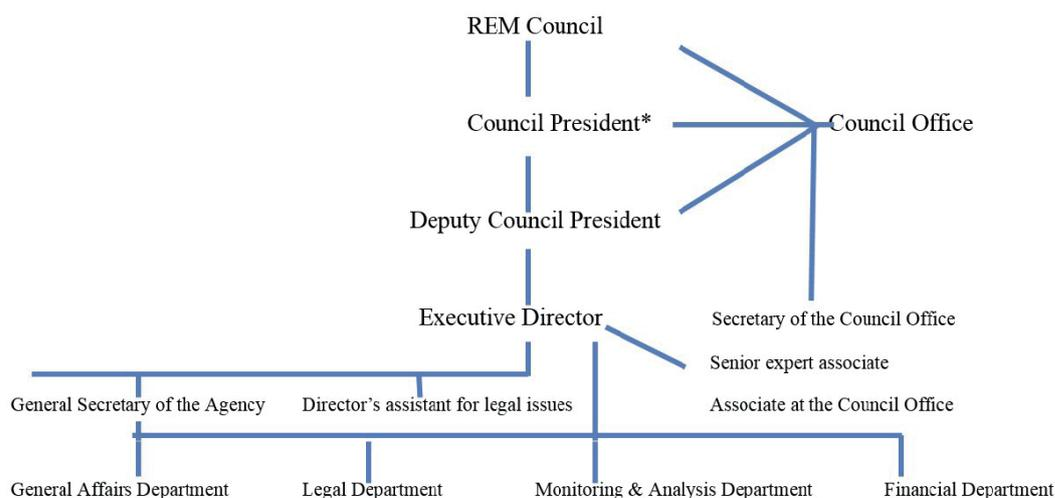 REM Council
Council President*
Council Office
Deputy Council President
Executive Director
Secretary of the Council Office
Senior expert associate
General Secretary of the Agency
Director's assistant for legal issues
Associate at the Council Office
General Affairs Department
Legal Department
Monitoring & Analysis Department
Financial Department